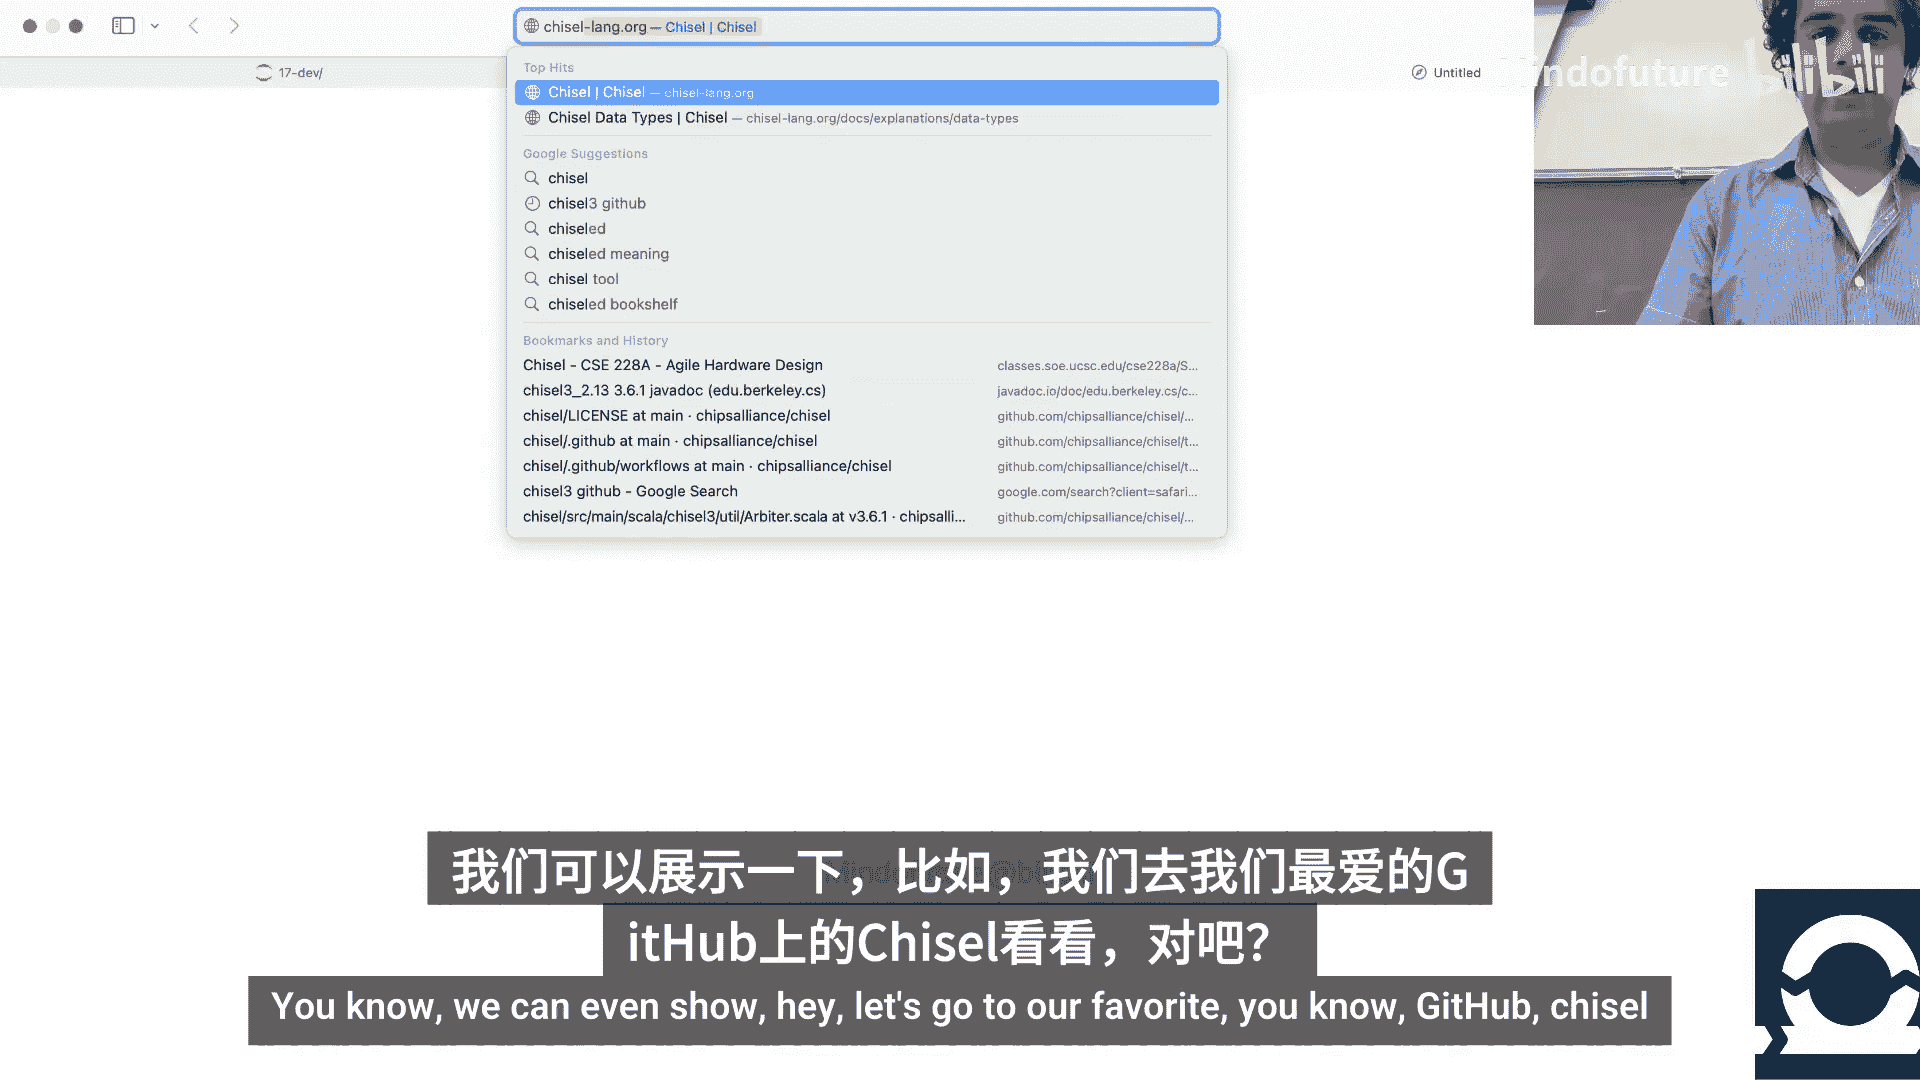 chisel-lang.org — Chisel | Chisel
17-dev/
Untitled
indofuture
bilibili
Top Hits
Chisel | Chisel — chisel-lang.org
Chisel Data Types | Chisel — chisel-lang.org/docs/explanations/data-types
Google Suggestions
chisel
chisel3 github
chiseled
chiseled meaning
chisel tool
chiseled bookshelf
Bookmarks and History
Chisel - CSE 228A - Agile Hardware Design classes.soe.ucsc.edu/cse228a/S...
chisel3_2.13 3.6.1 javadoc (edu.berkeley.cs) javadoc.io/doc/edu.berkeley.cs/c...
chisel/LICENSE at main · chipsalliance/chisel github.com/chipsalliance/chisel/...
chisel/.github at main · chipsalliance/chisel github.com/chipsalliance/chisel/t...
chisel/.github/workflows at main · chipsalliance/chisel github.com/chipsalliance/chisel/t...
chisel3 github - Google Search google.com/search?client=safari...
chisel/src/main/scala/chisel3/util/Arbiter.scala at v3.6.1 · chipsalli... github.com/chipsalliance/chisel/...
我们可以展示一下，比如，我们去我们最爱的G
itHub上的Chisel看看，对吧？
You know, we can even show, hey, let's go to our favorite, you know, GitHub, chisel